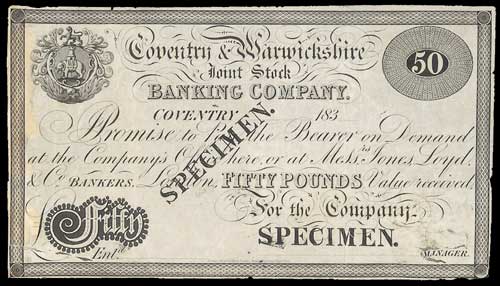 Coventry & Warwickshire
Joint Stock
BANKING COMPANY.
50
COVENTRY 183
Promise to Pay the Bearer on Demand
at the Company's Office here, or at Mess.rs Jones, Loyd,
& Co. BANKERS, London, FIFTY POUNDS Value received
For the Company
£ Fifty
Ent.d
MANAGER.
SPECIMEN.
SPECIMEN.